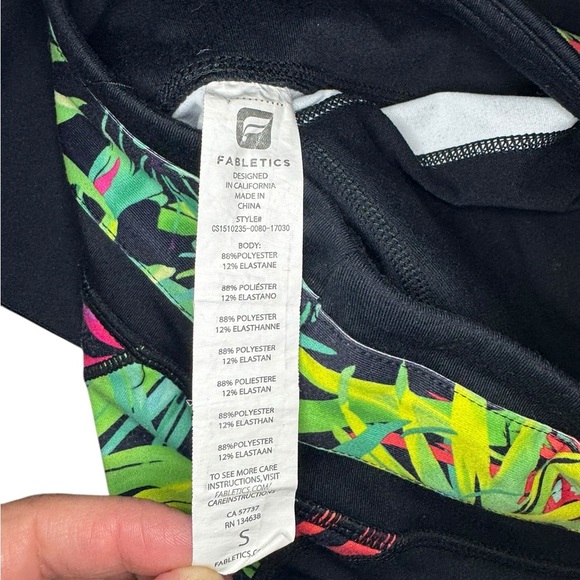 FABLETICS
DESIGNED
IN CALIFORNIA
MADE IN
CHINA
STYLE#
CS1510235-0080-17030
BODY:
88%POLYESTER
12% ELASTANE
88% POLIÉSTER
12% ELASTANO
88% POLYESTER
12% ELASTHANNE
88% POLYESTER
12% ELASTAN
88% POLIESTERE
12% ELASTAN
88%POLYESTER
12% ELASTHAN
88%POLYESTER
12% ELASTAAN
TO SEE MORE CARE
INSTRUCTIONS,VISIT
FABLETICS.COM/
CAREINSTRUCTIONS
CA 57737
RN 134638
S
FABLETICS.